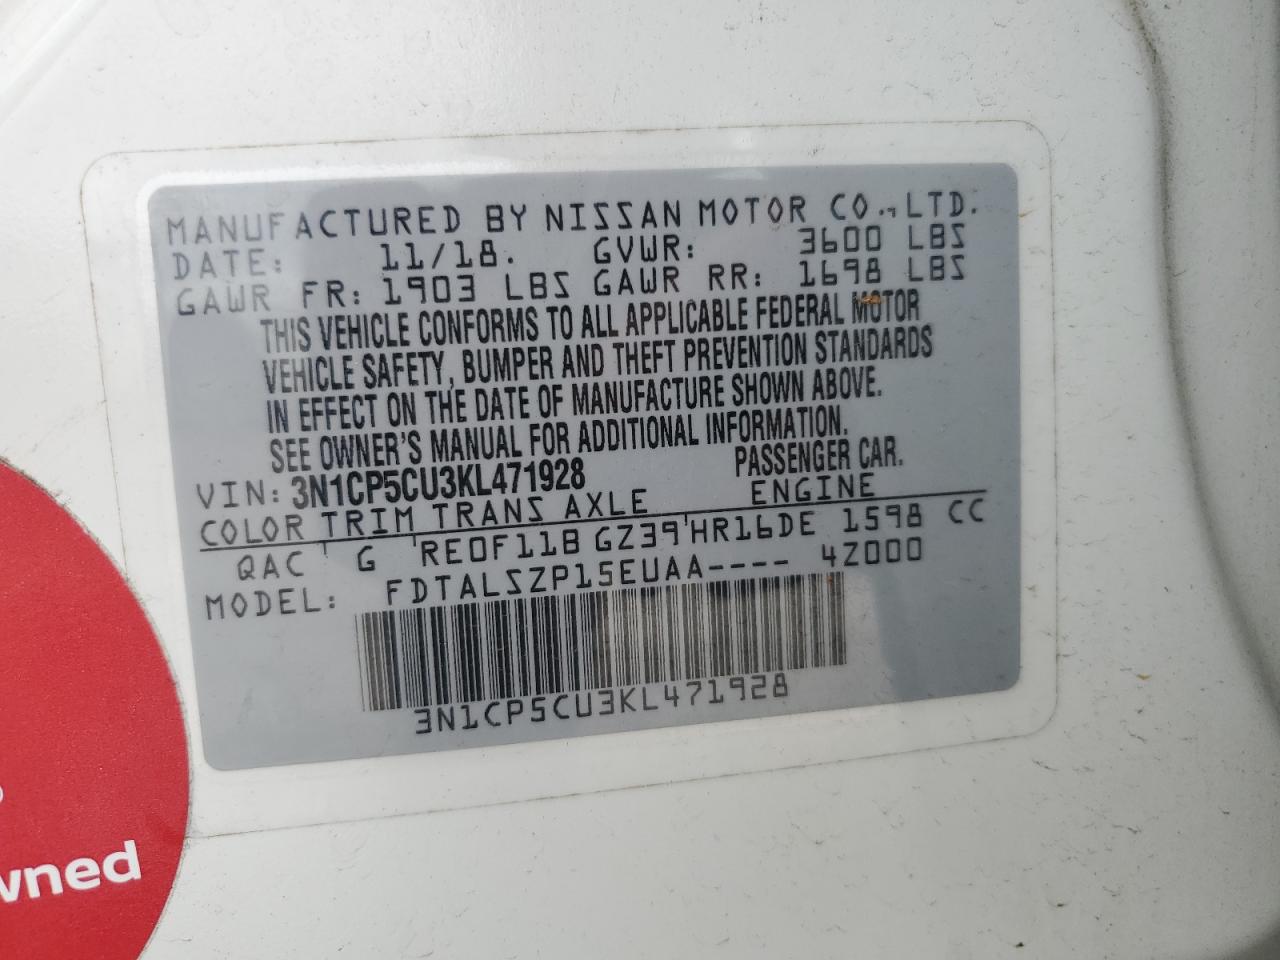 MANUFACTURED BY NISSAN MOTOR CO., LTD.
DATE: 11/18. GVWR: 3600 LBS
GAWR FR: 1903 LBS GAWR RR: 1698 LBS
THIS VEHICLE CONFORMS TO ALL APPLICABLE FEDERAL MOTOR
VEHICLE SAFETY, BUMPER AND THEFT PREVENTION STANDARDS
IN EFFECT ON THE DATE OF MANUFACTURE SHOWN ABOVE.
SEE OWNER'S MANUAL FOR ADDITIONAL INFORMATION.
VIN: 3N1CP5CU3KL471928 PASSENGER CAR.
COLOR TRIM TRANS AXLE ENGINE
QAC G RE0F11B GZ39 HR16DE 1598 CC
MODEL: FDTALSZP15EUAA---- 4Z000
3N1CP5CU3KL471928